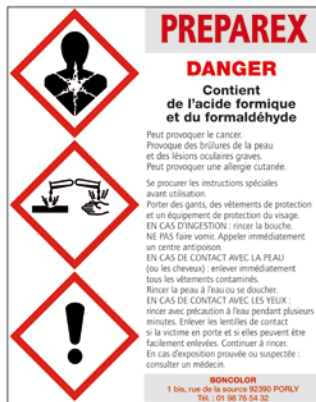 PREPAREX
DANGER
Contient
de l'acide formique
et du formaldéhyde
Peut provoquer le cancer.
Provoque des brûlures de la peau
et des lésions oculaires graves.
Peut provoquer une allergie cutanée.
Se procurer les instructions spéciales
avant utilisation.
Porter des gants, des vêtements de protection
et un équipement de protection du visage.
EN CAS D'INGESTION : rincer la bouche.
NE PAS faire vomir. Appeler immédiatement
un centre antipoison.
EN CAS DE CONTACT AVEC LA PEAU
(ou les cheveux) : enlever immédiatement
tous les vêtements contaminés.
Rincer la peau à l'eau ou se doucher.
EN CAS DE CONTACT AVEC LES YEUX :
rincer avec précaution à l'eau pendant plusieurs
minutes. Enlever les lentilles de contact
si la victime en porte et si elles peuvent être
facilement enlevées. Continuer à rincer.
En cas d'exposition prouvée ou suspectée :
consulter un médecin.
BONCOLOR
1 bis, rue de la source 92390 PORLY
Tél. : 01 98 76 54 32